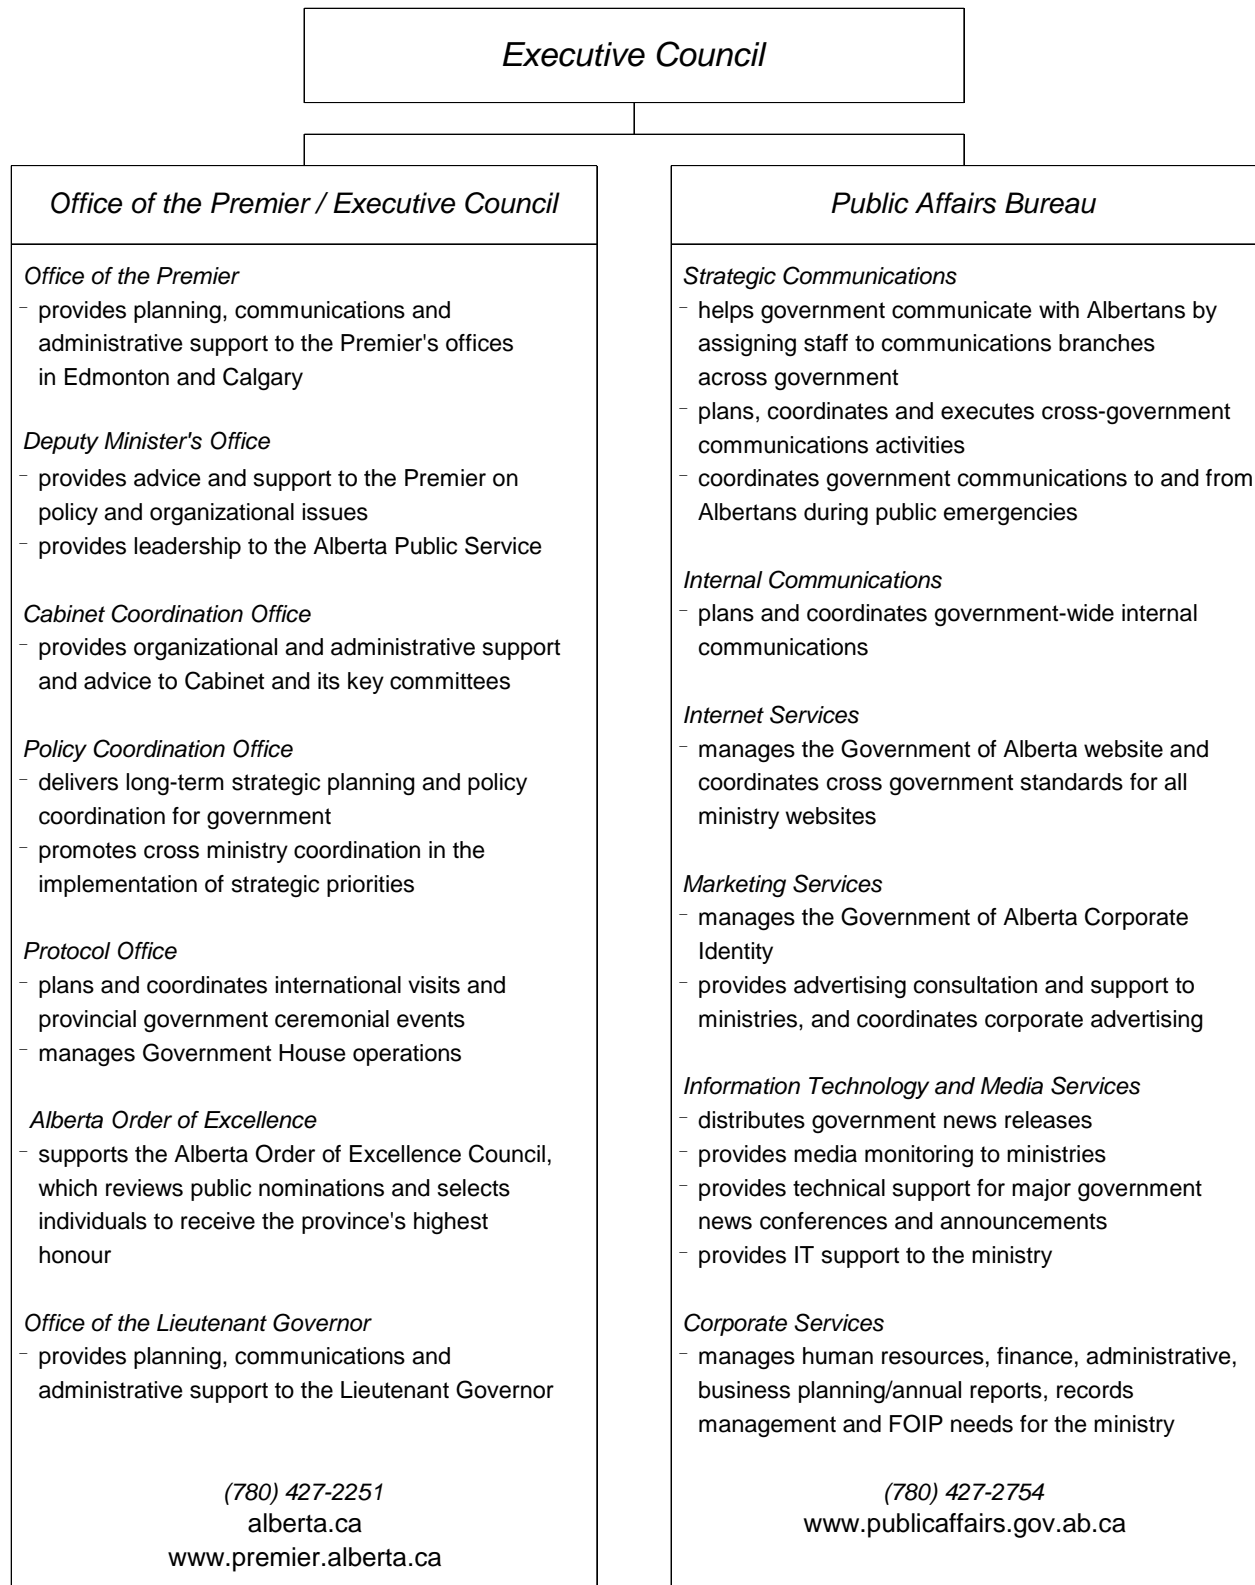 Executive Council
Office of the Premier / Executive Council
Office of the Premier
- provides planning, communications and
administrative support to the Premier's offices
in Edmonton and Calgary
Deputy Minister's Office
- provides advice and support to the Premier on
policy and organizational issues
- provides leadership to the Alberta Public Service
Cabinet Coordination Office
- provides organizational and administrative support
and advice to Cabinet and its key committees
Policy Coordination Office
- delivers long-term strategic planning and policy
coordination for government
- promotes cross ministry coordination in the
implementation of strategic priorities
Protocol Office
- plans and coordinates international visits and
provincial government ceremonial events
- manages Government House operations
Alberta Order of Excellence
- supports the Alberta Order of Excellence Council,
which reviews public nominations and selects
individuals to receive the province's highest
honour
Office of the Lieutenant Governor
- provides planning, communications and
administrative support to the Lieutenant Governor
(780) 427-2251
alberta.ca
www.premier.alberta.ca
Public Affairs Bureau
Strategic Communications
- helps government communicate with Albertans by
assigning staff to communications branches
across government
- plans, coordinates and executes cross-government
communications activities
- coordinates government communications to and from
Albertans during public emergencies
Internal Communications
- plans and coordinates government-wide internal
communications
Internet Services
- manages the Government of Alberta website and
coordinates cross government standards for all
ministry websites
Marketing Services
- manages the Government of Alberta Corporate
Identity
- provides advertising consultation and support to
ministries, and coordinates corporate advertising
Information Technology and Media Services
- distributes government news releases
- provides media monitoring to ministries
- provides technical support for major government
news conferences and announcements
- provides IT support to the ministry
Corporate Services
- manages human resources, finance, administrative,
business planning/annual reports, records
management and FOIP needs for the ministry
(780) 427-2754
www.publicaffairs.gov.ab.ca